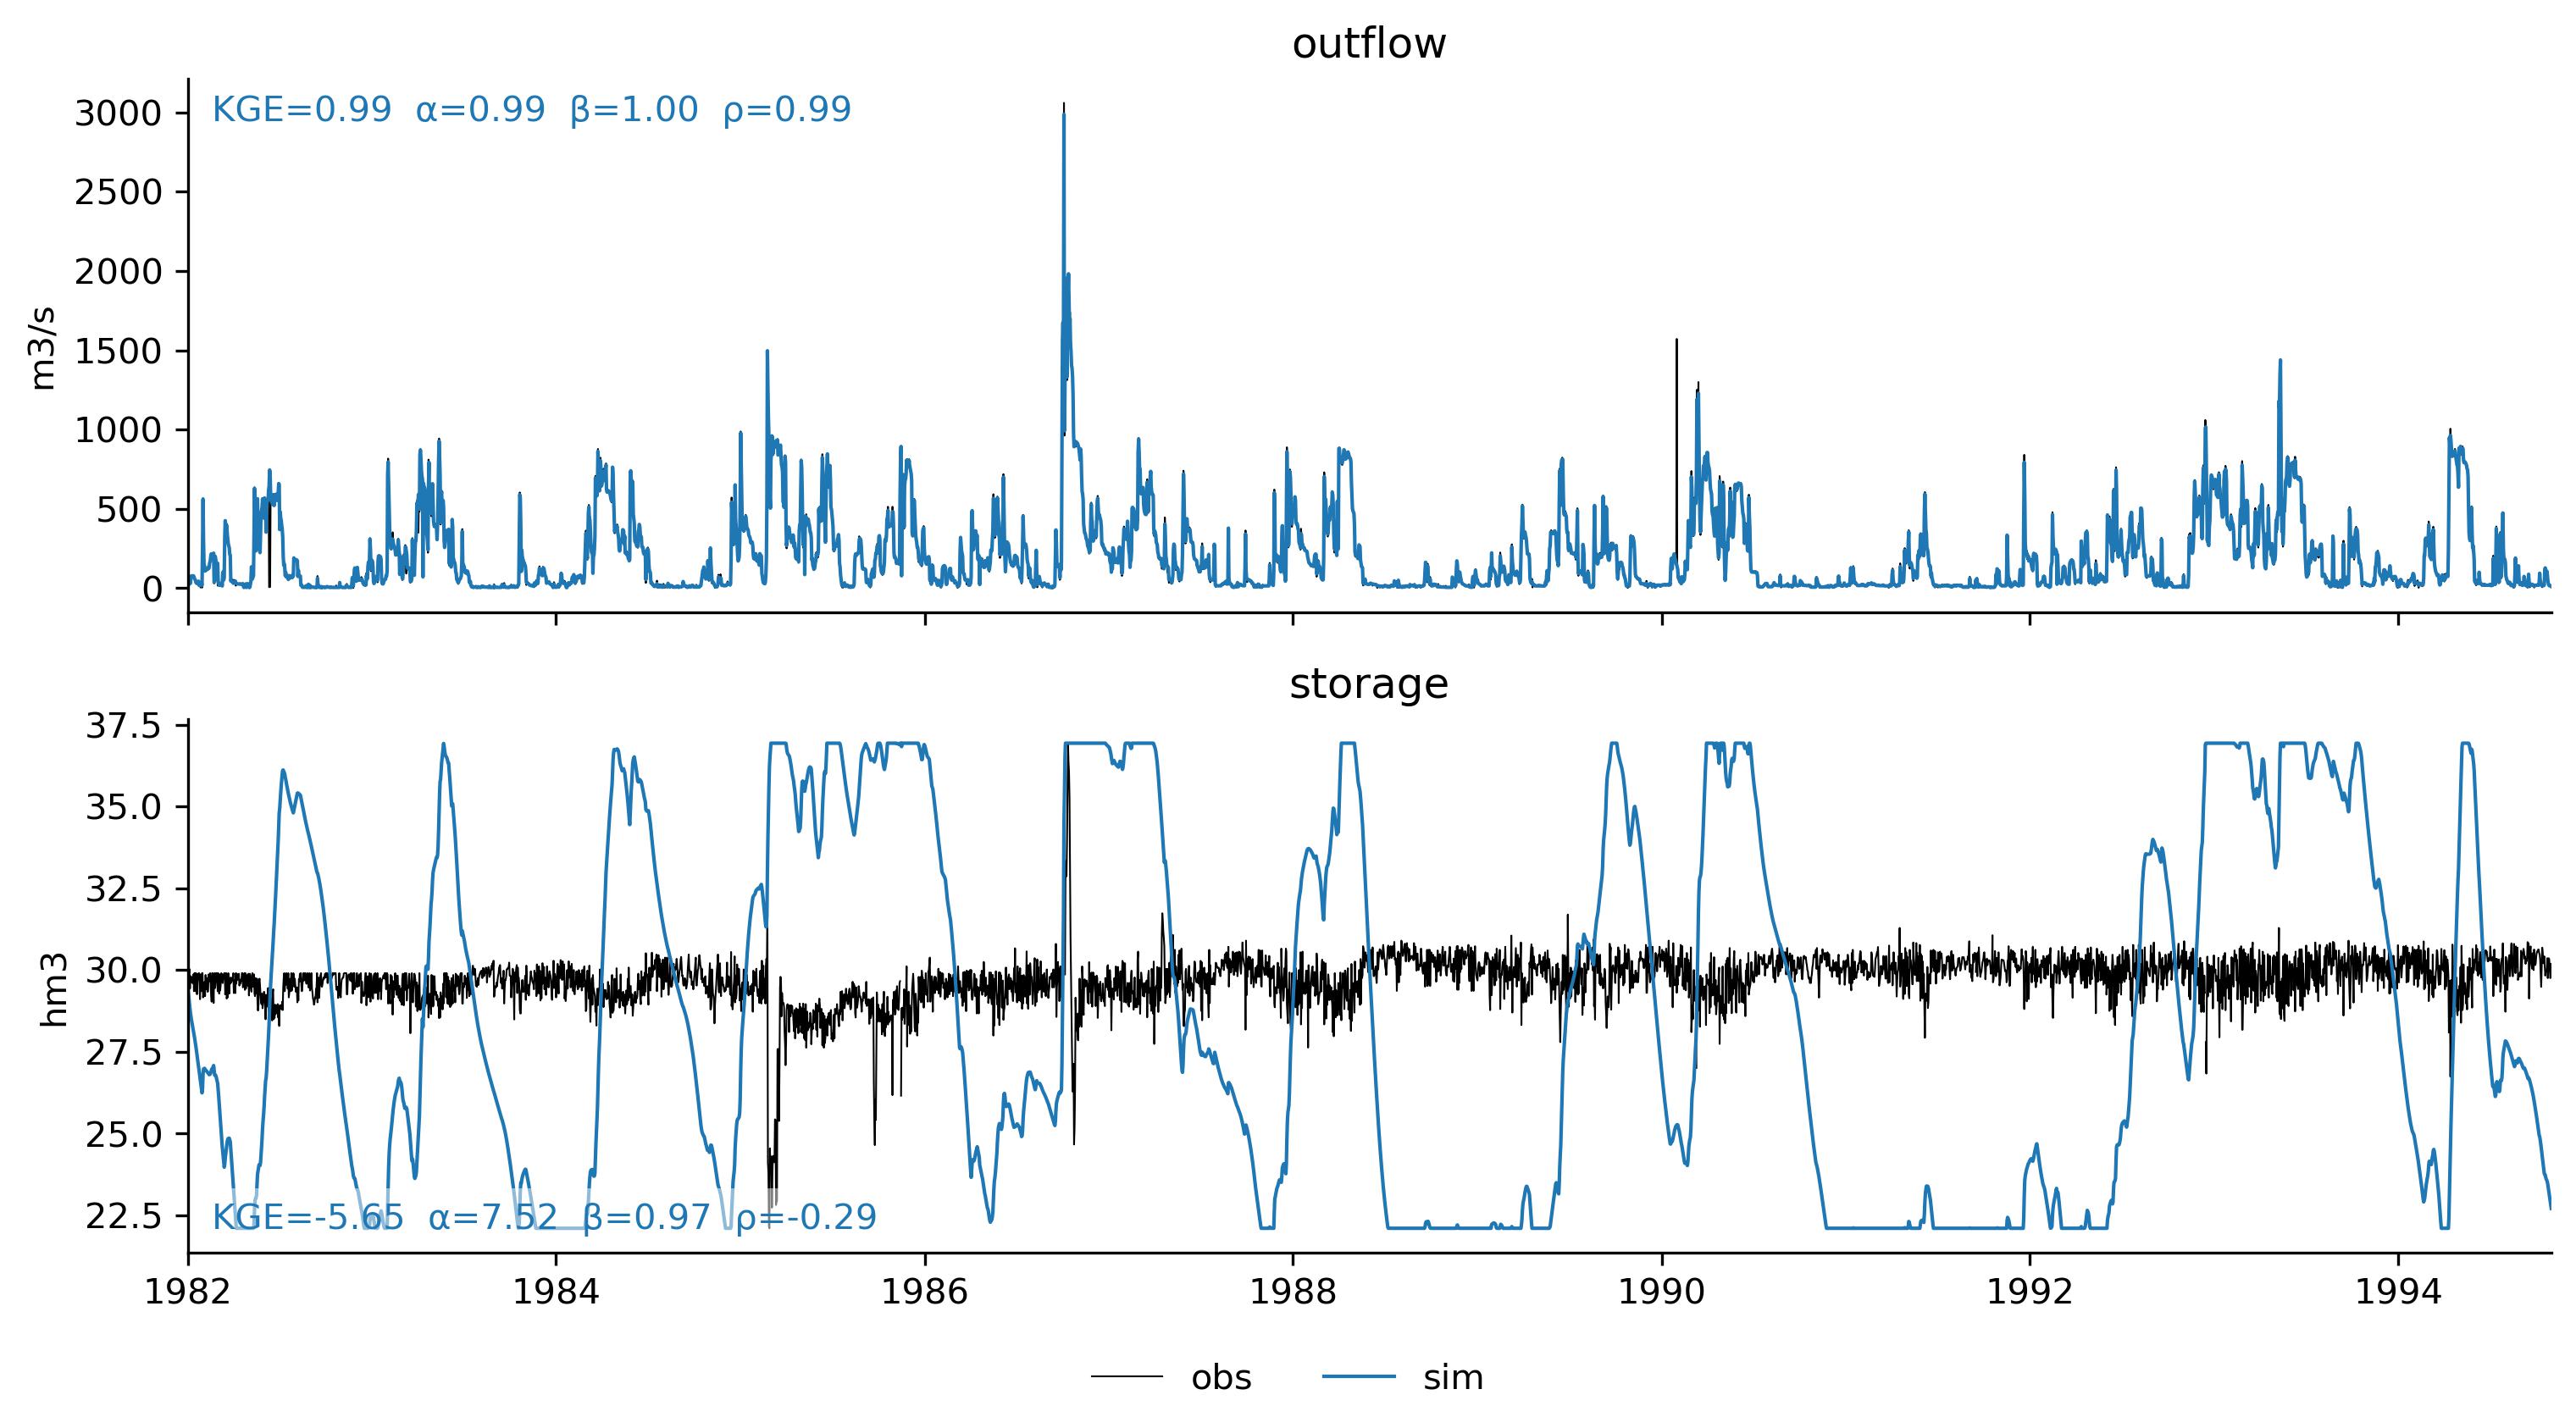 outflow
KGE=0.99 α=0.99 β=1.00 ρ=0.99
3000
2500
2000
1500
1000
500
0
m3/s
storage
37.5
35.0
32.5
30.0
27.5
25.0
22.5
hm3
KGE=-5.65 α=7.52 β=0.97 ρ=-0.29
1982 1984 1986 1988 1990 1992 1994
obs sim